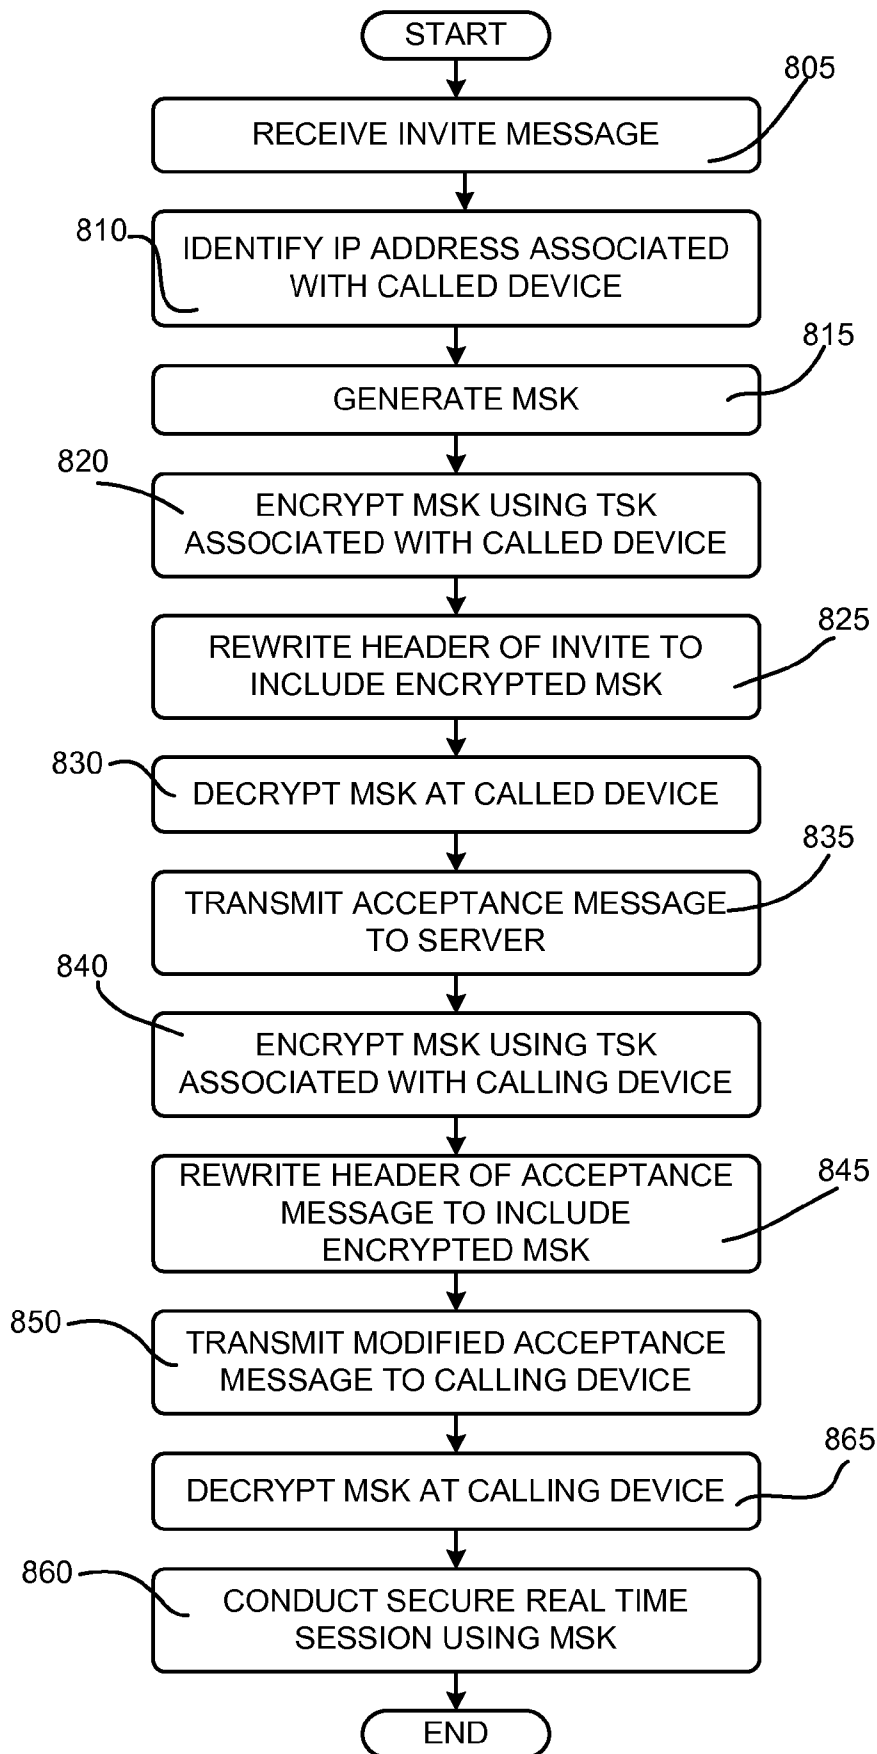 START
805
RECEIVE INVITE MESSAGE
810
IDENTIFY IP ADDRESS ASSOCIATED
WITH CALLED DEVICE
815
GENERATE MSK
820
ENCRYPT MSK USING TSK
ASSOCIATED WITH CALLED DEVICE
825
REWRITE HEADER OF INVITE TO
INCLUDE ENCRYPTED MSK
830
DECRYPT MSK AT CALLED DEVICE
835
TRANSMIT ACCEPTANCE MESSAGE
TO SERVER
840
ENCRYPT MSK USING TSK
ASSOCIATED WITH CALLING DEVICE
845
REWRITE HEADER OF ACCEPTANCE
MESSAGE TO INCLUDE
ENCRYPTED MSK
850
TRANSMIT MODIFIED ACCEPTANCE
MESSAGE TO CALLING DEVICE
865
DECRYPT MSK AT CALLING DEVICE
860
CONDUCT SECURE REAL TIME
SESSION USING MSK
END